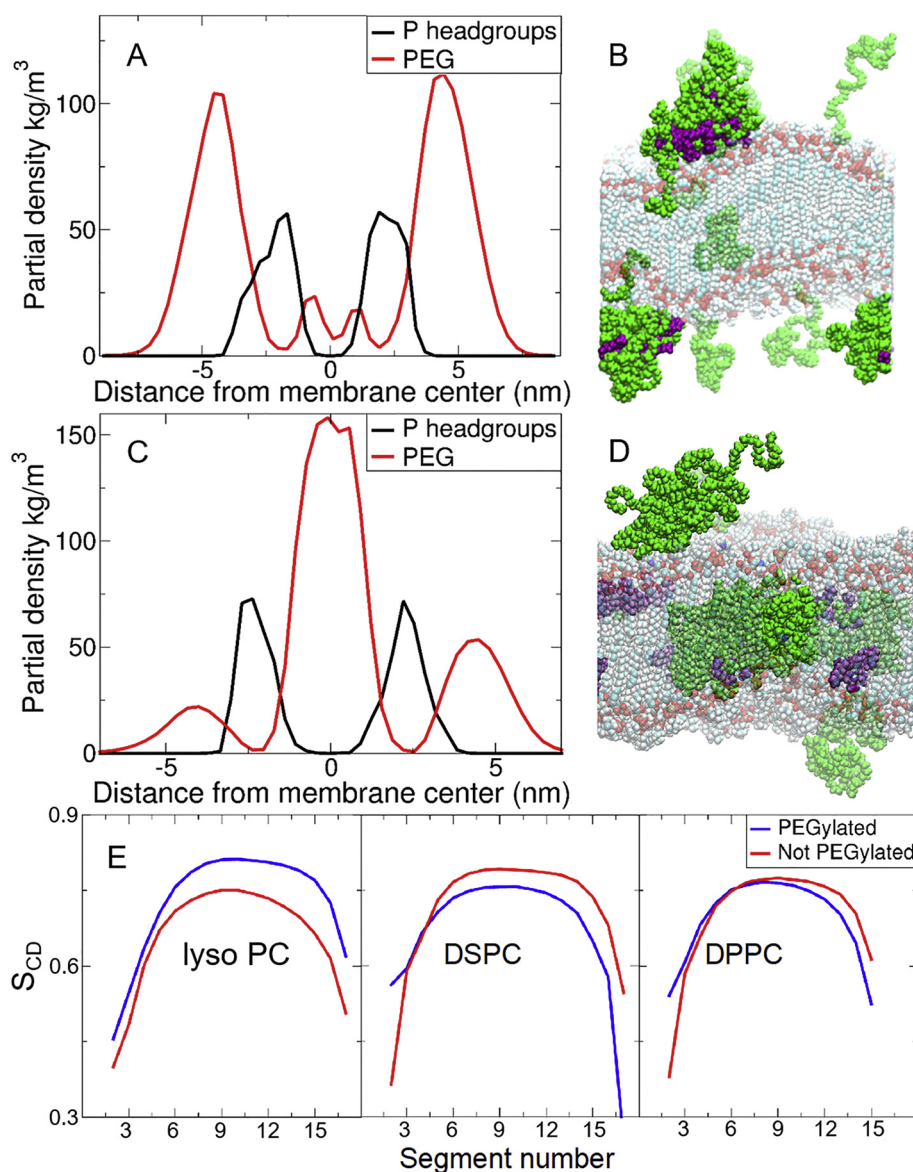 A
P headgroups
PEG
B
Partial density kg/m³
100
50
0
-5
0
5
Distance from membrane center (nm)
C
P headgroups
PEG
D
Partial density kg/m³
150
100
50
0
-5
0
5
Distance from membrane center (nm)
E
PEGylated
Not PEGylated
0.9
0.6
0.3
S_CD
lyso PC
DSPC
DPPC
3 6 9 12 15 3 6 9 12 15 3 6 9 12 15
Segment number